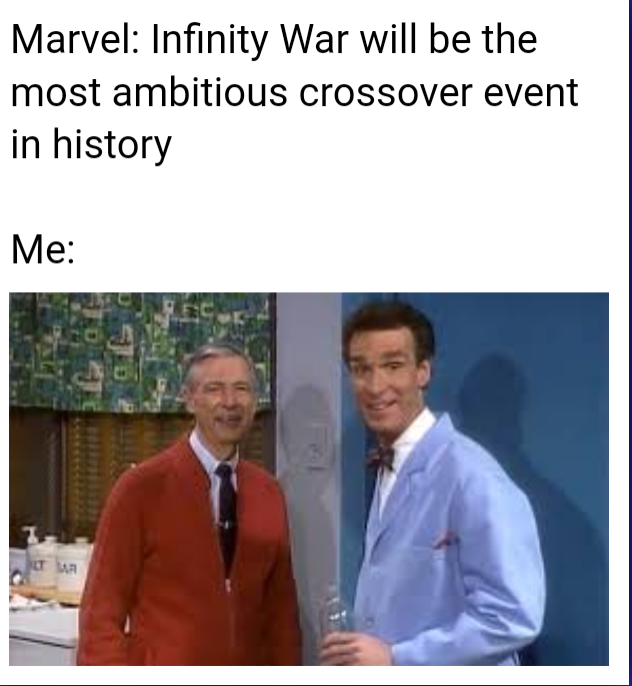 Marvel: Infinity War will be the
most ambitious crossover event
in history
Me: